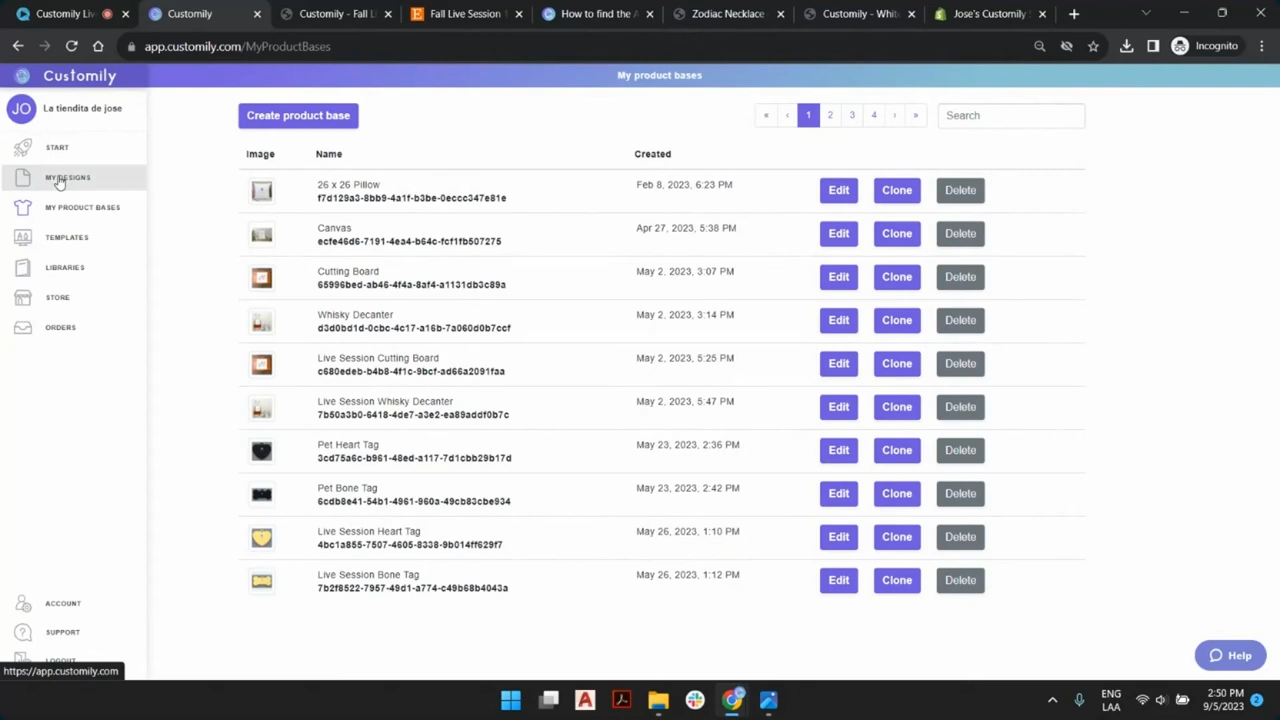 Customily Live
Customily
Customily - Fall Li
Fall Live Session 1
How to find the A
Zodiac Necklace
Customily - Whit
Jose's Customily S
app.customily.com/MyProductBases
Incognito
Customily
My product bases
JO La tiendita de jose
START
MY DESIGNS
MY PRODUCT BASES
TEMPLATES
LIBRARIES
STORE
ORDERS
ACCOUNT
SUPPORT
LOGOUT
https://app.customily.com
Create product base
« ‹ 1 2 3 4 › »
Search
Image Name Created
26 x 26 Pillow Feb 8, 2023, 6:23 PM Edit Clone Delete
f7d129a3-8bb9-4a1f-b3be-0eccc347e81e
Canvas Apr 27, 2023, 5:38 PM Edit Clone Delete
ecfe46d6-7191-4ea4-b64c-fcf1fb507275
Cutting Board May 2, 2023, 3:07 PM Edit Clone Delete
65996bed-ab46-4f4a-8af4-a1131db3c89a
Whisky Decanter May 2, 2023, 3:14 PM Edit Clone Delete
d3d0bd1d-0cbc-4c17-a16b-7a060d0b7ccf
Live Session Cutting Board May 2, 2023, 5:25 PM Edit Clone Delete
c680edeb-b4b8-4f1c-9bcf-ad66a2091faa
Live Session Whisky Decanter May 2, 2023, 5:47 PM Edit Clone Delete
7b50a3b0-6418-4de7-a3e2-ea89addf0b7c
Pet Heart Tag May 23, 2023, 2:36 PM Edit Clone Delete
3cd75a6c-b961-48ed-a117-7d1cbb29b17d
Pet Bone Tag May 23, 2023, 2:42 PM Edit Clone Delete
6cdb8e41-54b1-4961-960a-49cb83cbe934
Live Session Heart Tag May 26, 2023, 1:10 PM Edit Clone Delete
4bc1a855-7507-4605-8338-9b014ff629f7
Live Session Bone Tag May 26, 2023, 1:12 PM Edit Clone Delete
7b2f8522-7957-49d1-a774-c49b68b4043a
Help
ENG
LAA
2:50 PM
9/5/2023
2